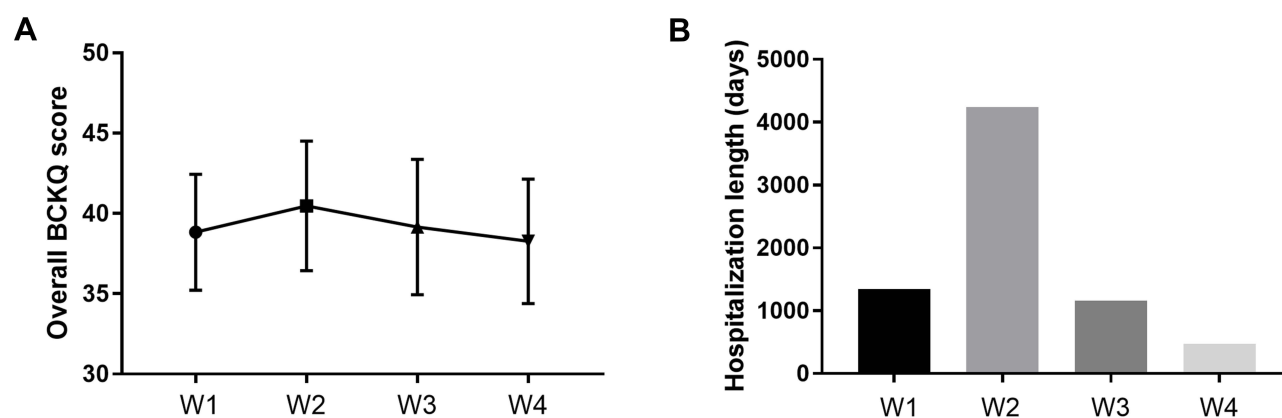 A
Overall BCKQ score
50
45
40
35
30
W1 W2 W3 W4
B
Hospitalization length (days)
5000
4000
3000
2000
1000
0
W1 W2 W3 W4